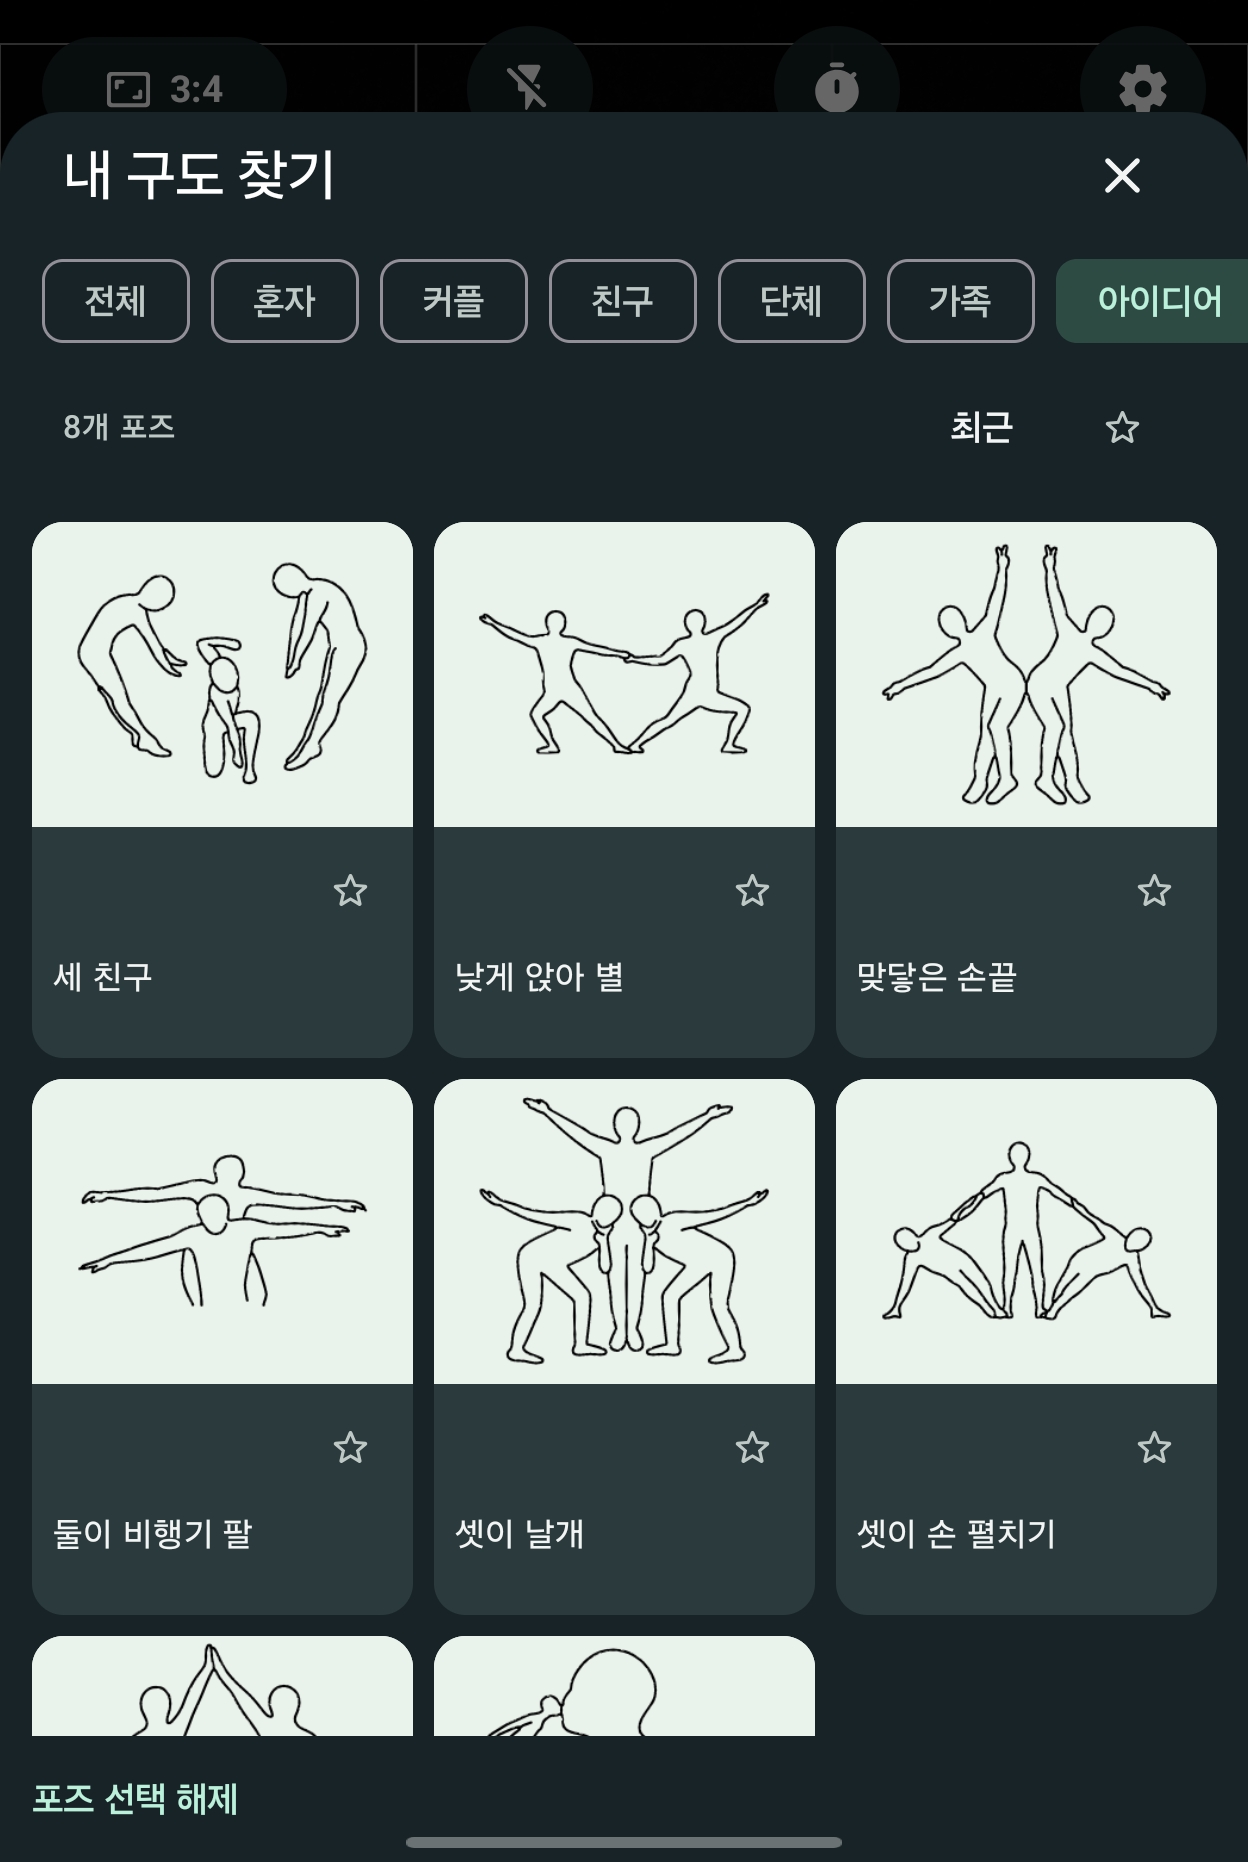 3:4
내 구도 찾기
전체
혼자
커플
친구
단체
가족
아이디어
8개 포즈
최근
세 친구
낮게 앉아 별
맞닿은 손끝
둘이 비행기 팔
셋이 날개
셋이 손 펼치기
포즈 선택 해제